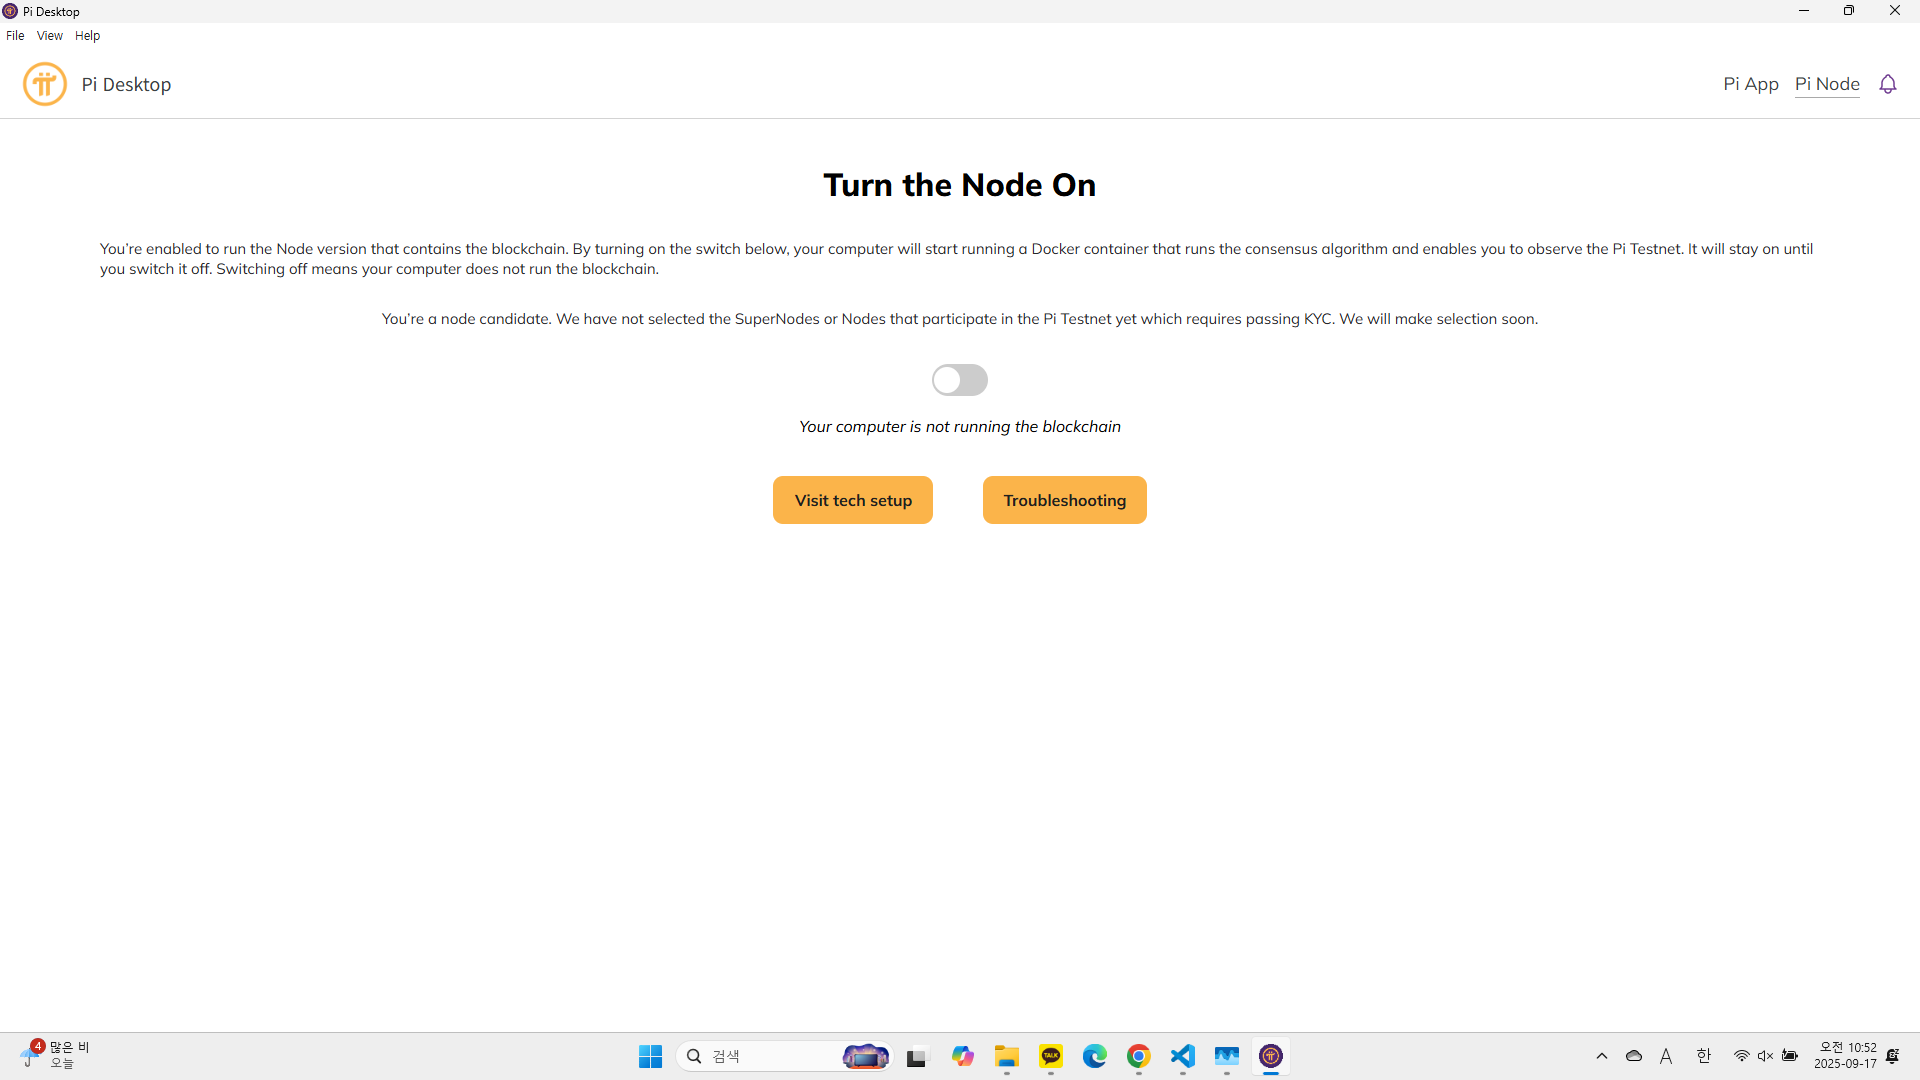 Pi Desktop
File View Help
Pi Desktop
Pi App Pi Node
Turn the Node On
You're enabled to run the Node version that contains the blockchain. By turning on the switch below, your computer will start running a Docker container that runs the consensus algorithm and enables you to observe the Pi Testnet. It will stay on until
you switch it off. Switching off means your computer does not run the blockchain.
You're a node candidate. We have not selected the SuperNodes or Nodes that participate in the Pi Testnet yet which requires passing KYC. We will make selection soon.
Your computer is not running the blockchain
Visit tech setup Troubleshooting
4 많은 비
오늘
검색
TALK
A 한
오전 10:52
2025-09-17